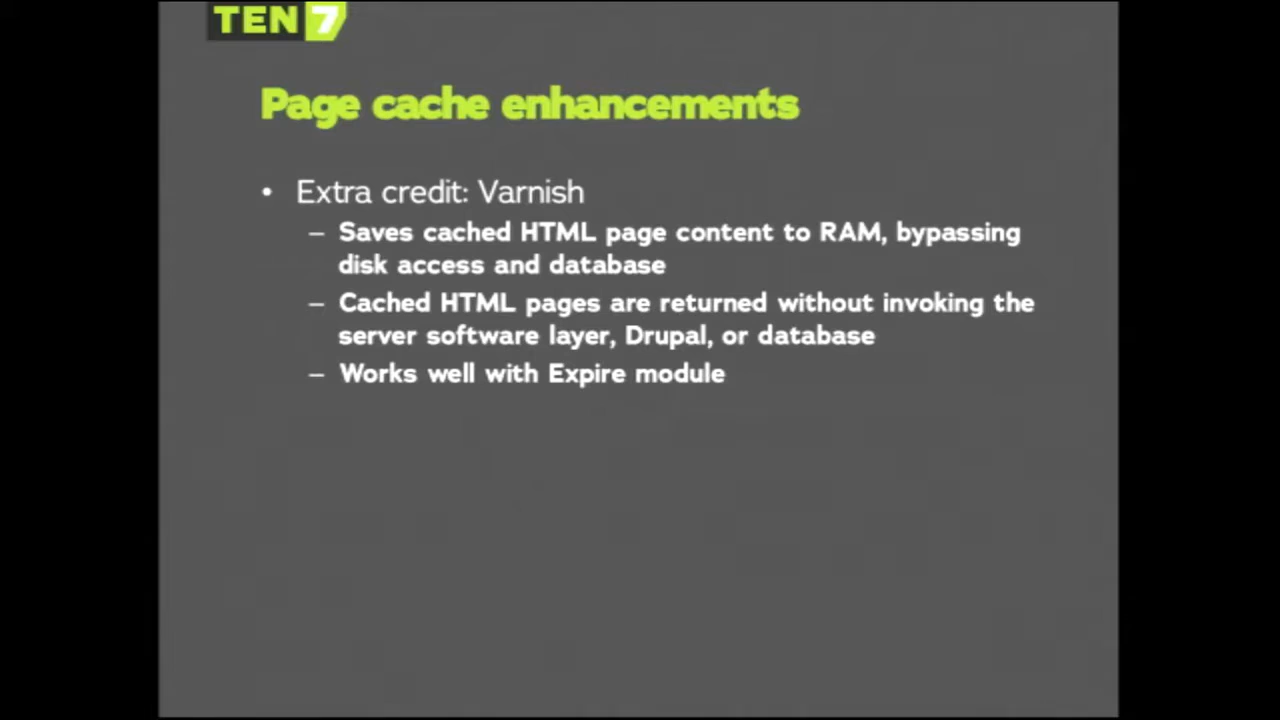 TEN 7
Page cache enhancements
• Extra credit: Varnish
– Saves cached HTML page content to RAM, bypassing
disk access and database
– Cached HTML pages are returned without invoking the
server software layer, Drupal, or database
– Works well with Expire module